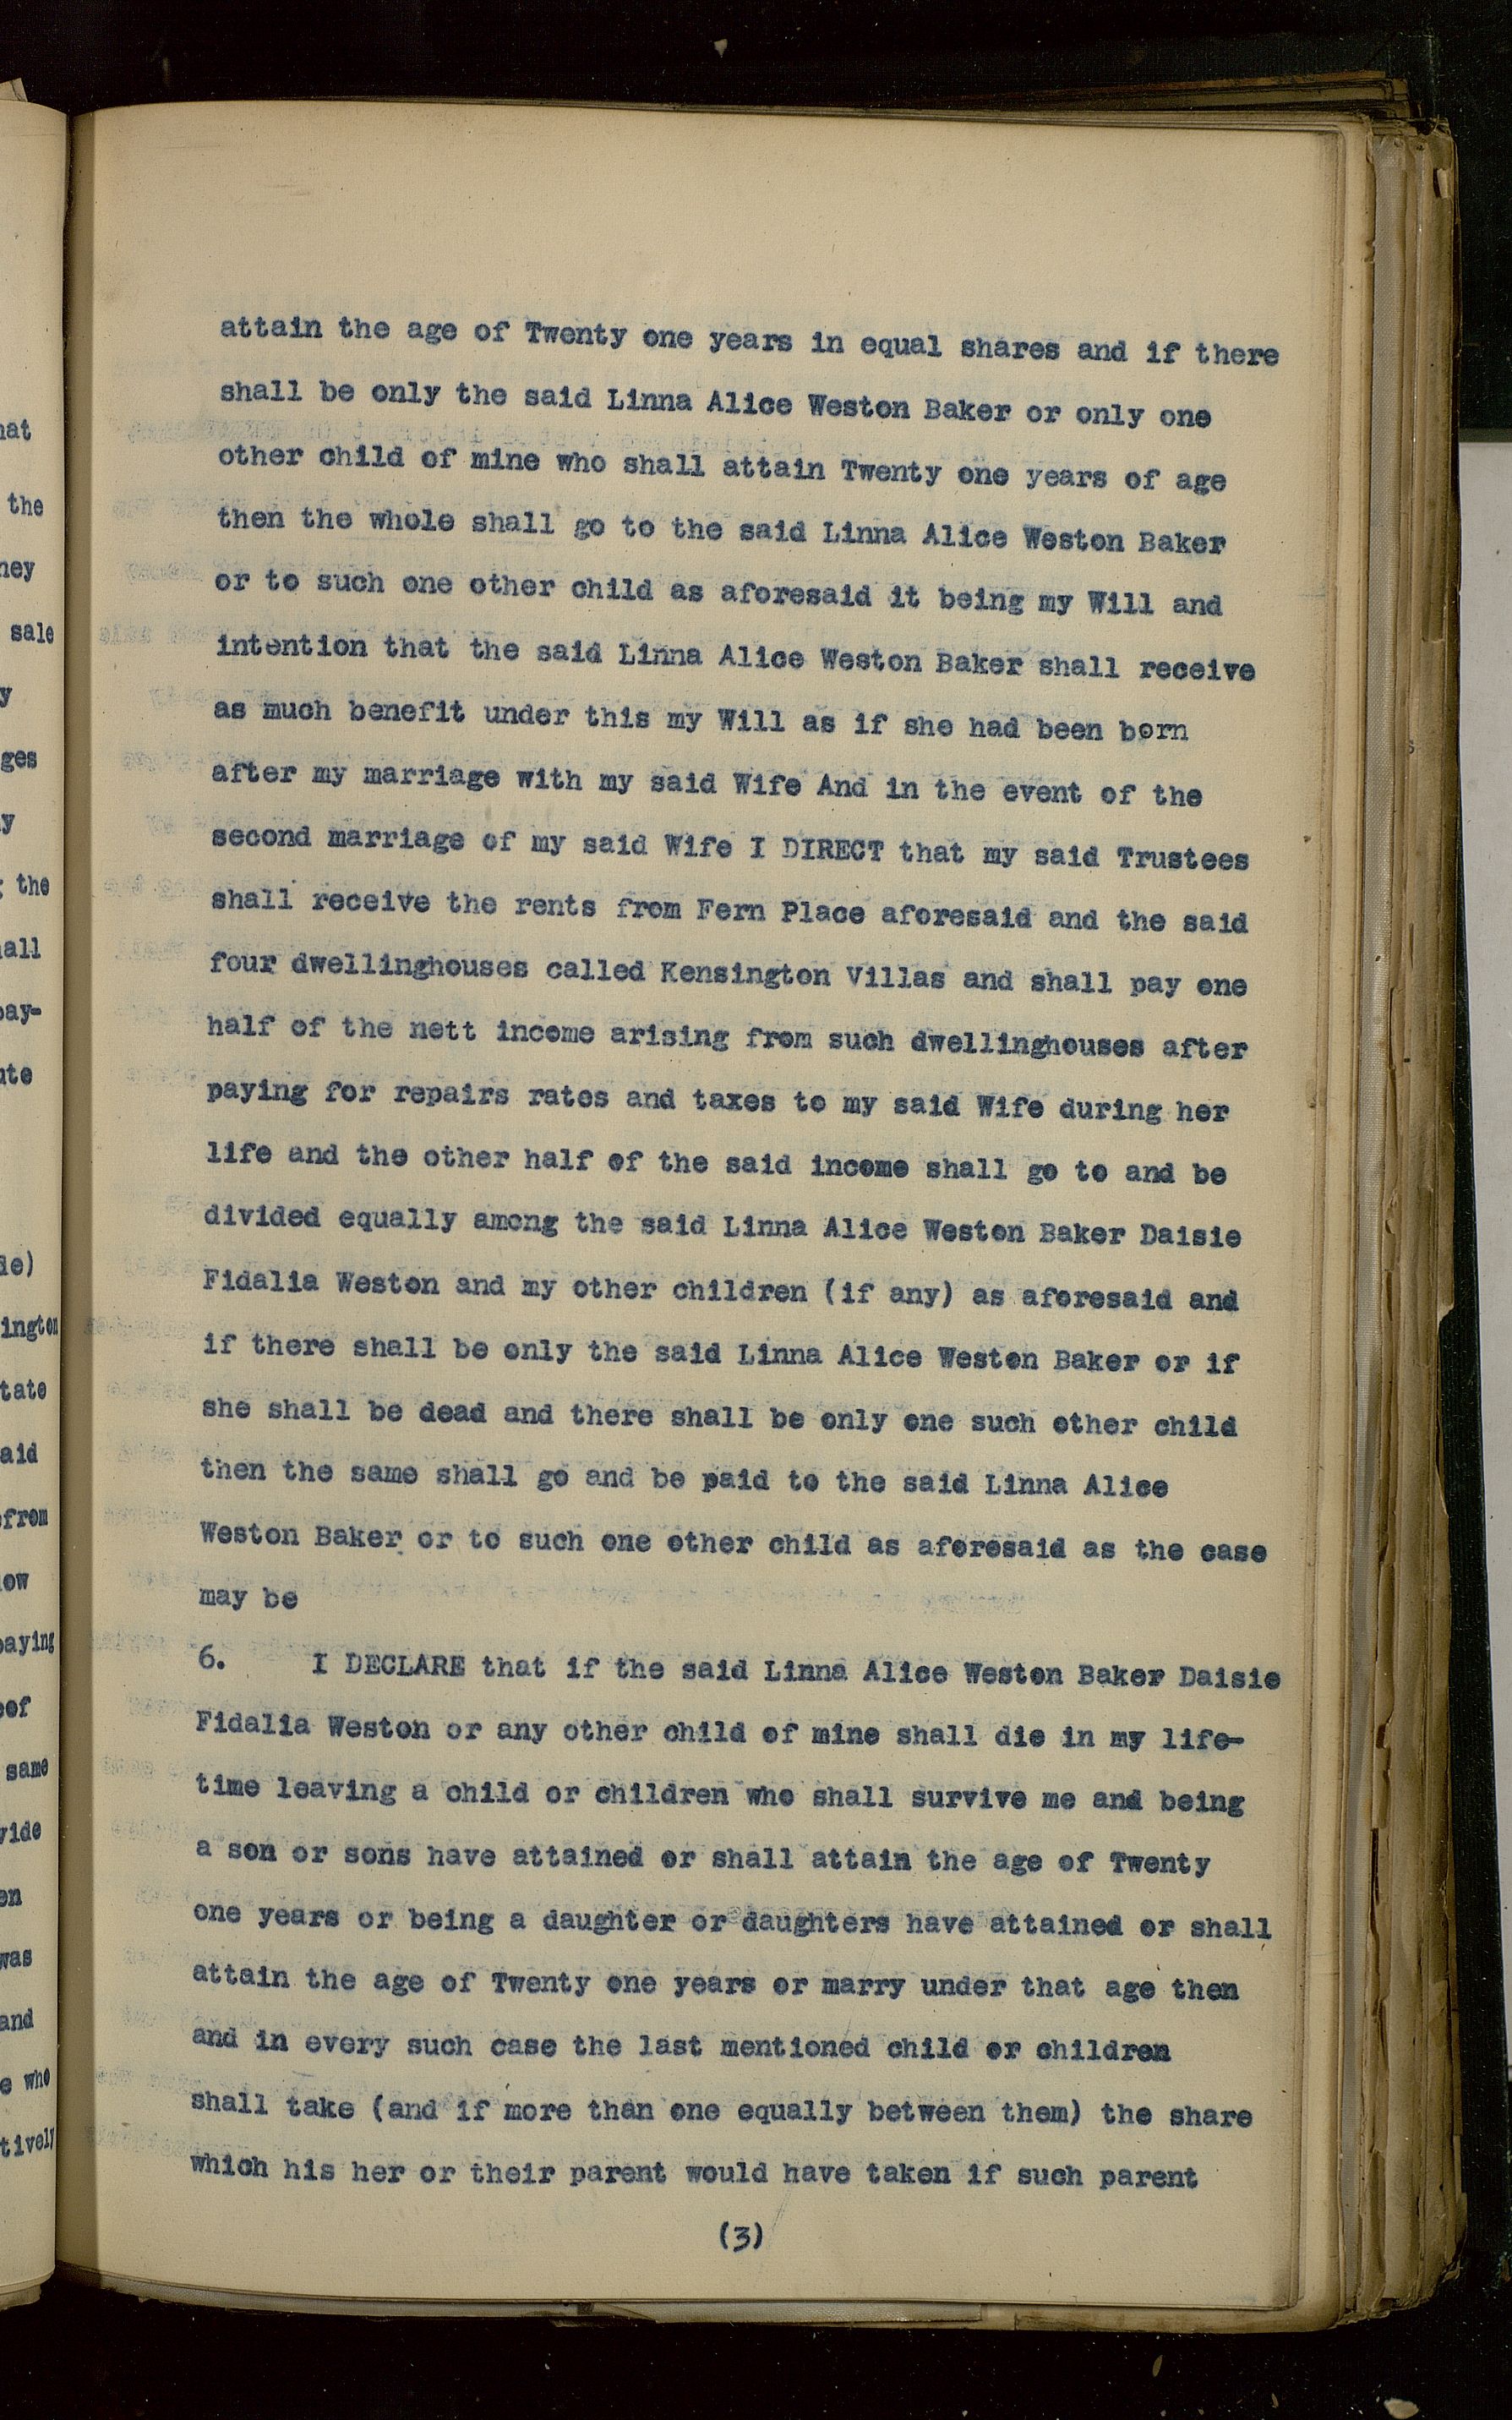 attain the age of Twenty one years in equal shares and if there
shall be only the said Linna Alice Weston Baker or only one
other child of mine who shall attain Twenty one years of age
then the whole shall go to the said Linna Alice Weston Baker
or to such one other child as aforesaid it being my Will and
intention that the said Linna Alice Weston Baker shall receive
as much benefit under this my Will as if she had been born
after my marriage with my said Wife And in the event of the
second marriage of my said Wife I DIRECT that my said Trustees
shall receive the rents from Fern Place aforesaid and the said
four dwellinghouses called Kensington Villas and shall pay one
half of the nett income arising from such dwellinghouses after
paying for repairs rates and taxes to my said Wife during her
life and the other half of the said income shall go to and be
divided equally among the said Linna Alice Weston Baker Daisie
Fidalia Weston and my other children (if any) as aforesaid and
if there shall be only the said Linna Alice Weston Baker or if
she shall be dead and there shall be only one such other child
then the same shall go and be paid to the said Linna Alice
Weston Baker or to such one other child as aforesaid as the case
may be
6. I DECLARE that if the said Linna Alice Weston Baker Daisie
Fidalia Weston or any other child of mine shall die in my life-
time leaving a child or children who shall survive me and being
a son or sons have attained or shall attain the age of Twenty
one years or being a daughter or daughters have attained or shall
attain the age of Twenty one years or marry under that age then
and in every such case the last mentioned child or children
shall take (and if more than one equally between them) the share
which his her or their parent would have taken if such parent
(3)